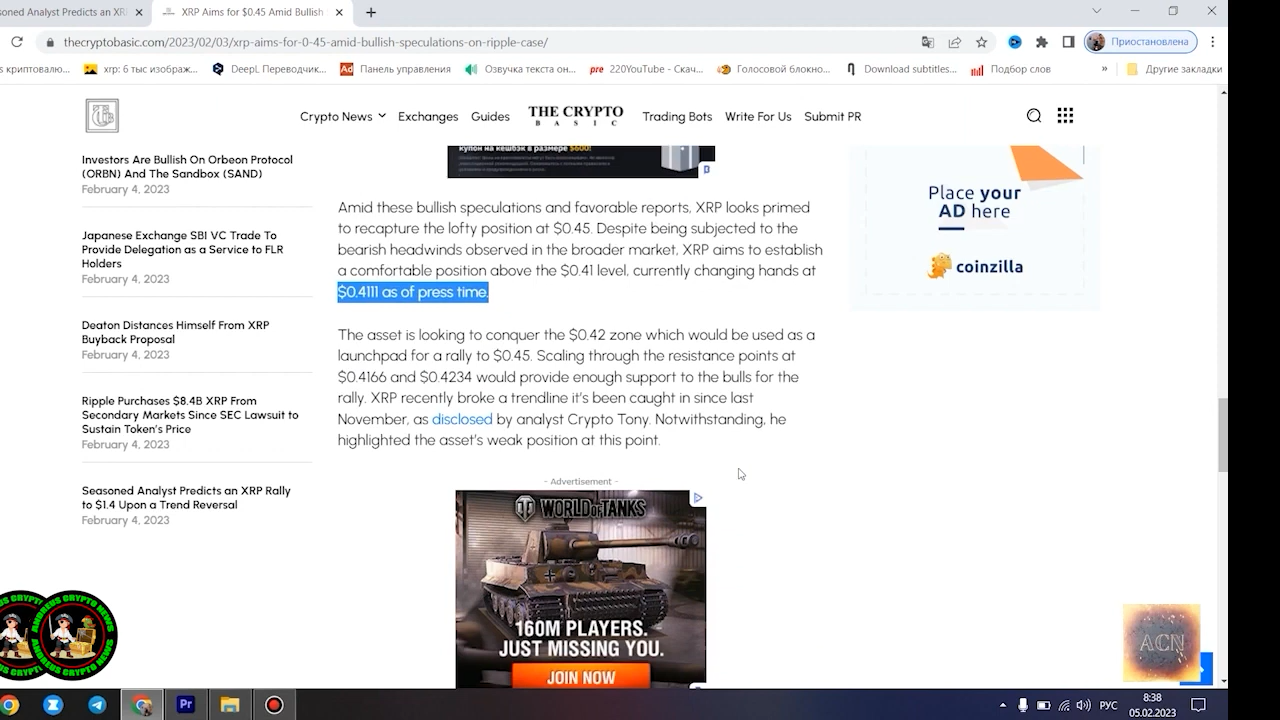 soned Analyst Predicts an XRI
XRP Aims for $0.45 Amid Bullish
thecryptobasic.com/2023/02/03/xrp-aims-for-0-45-amid-bullish-speculations-on-ripple-case/
Приостановлена
s криптовалю...
xrp: 6 тыс изображ...
DeepL Переводчик...
Ad Панель управления
Озвучка текста он...
pre 220YouTube - Скач...
Голосовой блокно...
Download subtitles...
Подбор слов
»
Другие закладки
Crypto News
Exchanges
Guides
THE CRYPTO
BASIC
Trading Bots
Write For Us
Submit PR
Investors Are Bullish On Orbeon Protocol
(ORBN) And The Sandbox (SAND)
February 4, 2023
Japanese Exchange SBI VC Trade To
Provide Delegation as a Service to FLR
Holders
February 4, 2023
Deaton Distances Himself From XRP
Buyback Proposal
February 4, 2023
Ripple Purchases $8.4B XRP From
Secondary Markets Since SEC Lawsuit to
Sustain Token's Price
February 4, 2023
Seasoned Analyst Predicts an XRP Rally
to $1.4 Upon a Trend Reversal
February 4, 2023
купон на кешбэк в размере $600!
Amid these bullish speculations and favorable reports, XRP looks primed
to recapture the lofty position at $0.45. Despite being subjected to the
bearish headwinds observed in the broader market, XRP aims to establish
a comfortable position above the $0.41 level, currently changing hands at
$0.4111 as of press time.
The asset is looking to conquer the $0.42 zone which would be used as a
launchpad for a rally to $0.45. Scaling through the resistance points at
$0.4166 and $0.4234 would provide enough support to the bulls for the
rally. XRP recently broke a trendline it's been caught in since last
November, as disclosed by analyst Crypto Tony. Notwithstanding, he
highlighted the asset's weak position at this point.
- Advertisement -
WORLD OF TANKS
160M PLAYERS.
JUST MISSING YOU.
JOIN NOW
Place your
AD here
coinzilla
ANDREUS CRYPTO NEWS
ACN
Pr
РУС
8:38
05.02.2023